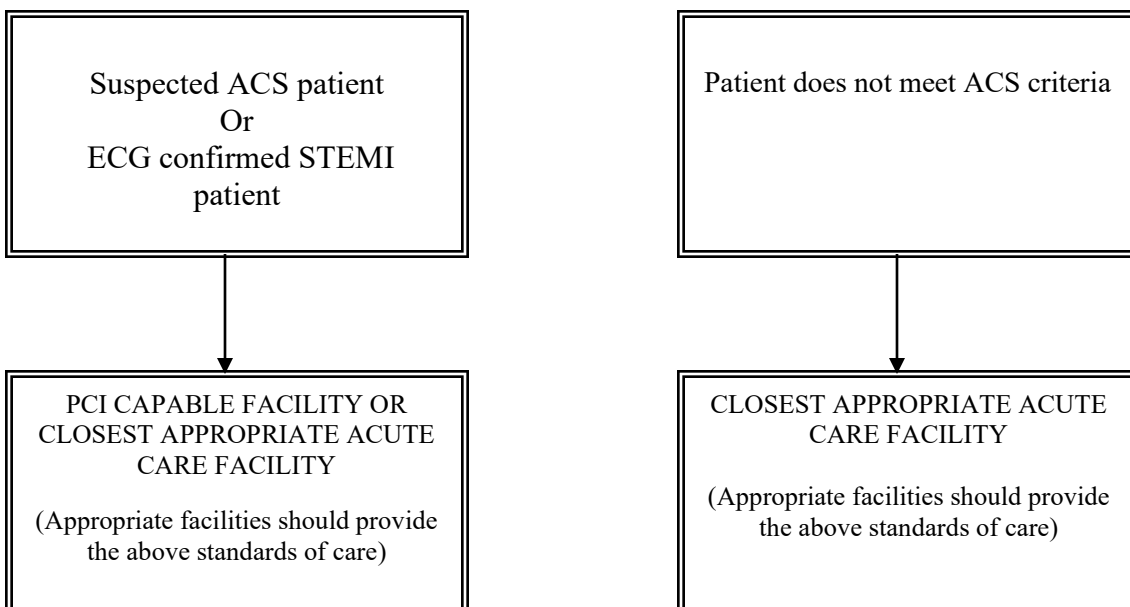 Suspected ACS patient
Or
ECG confirmed STEMI
patient
Patient does not meet ACS criteria
PCI CAPABLE FACILITY OR
CLOSEST APPROPRIATE ACUTE
CARE FACILITY
(Appropriate facilities should provide
the above standards of care)
CLOSEST APPROPRIATE ACUTE
CARE FACILITY
(Appropriate facilities should provide
the above standards of care)